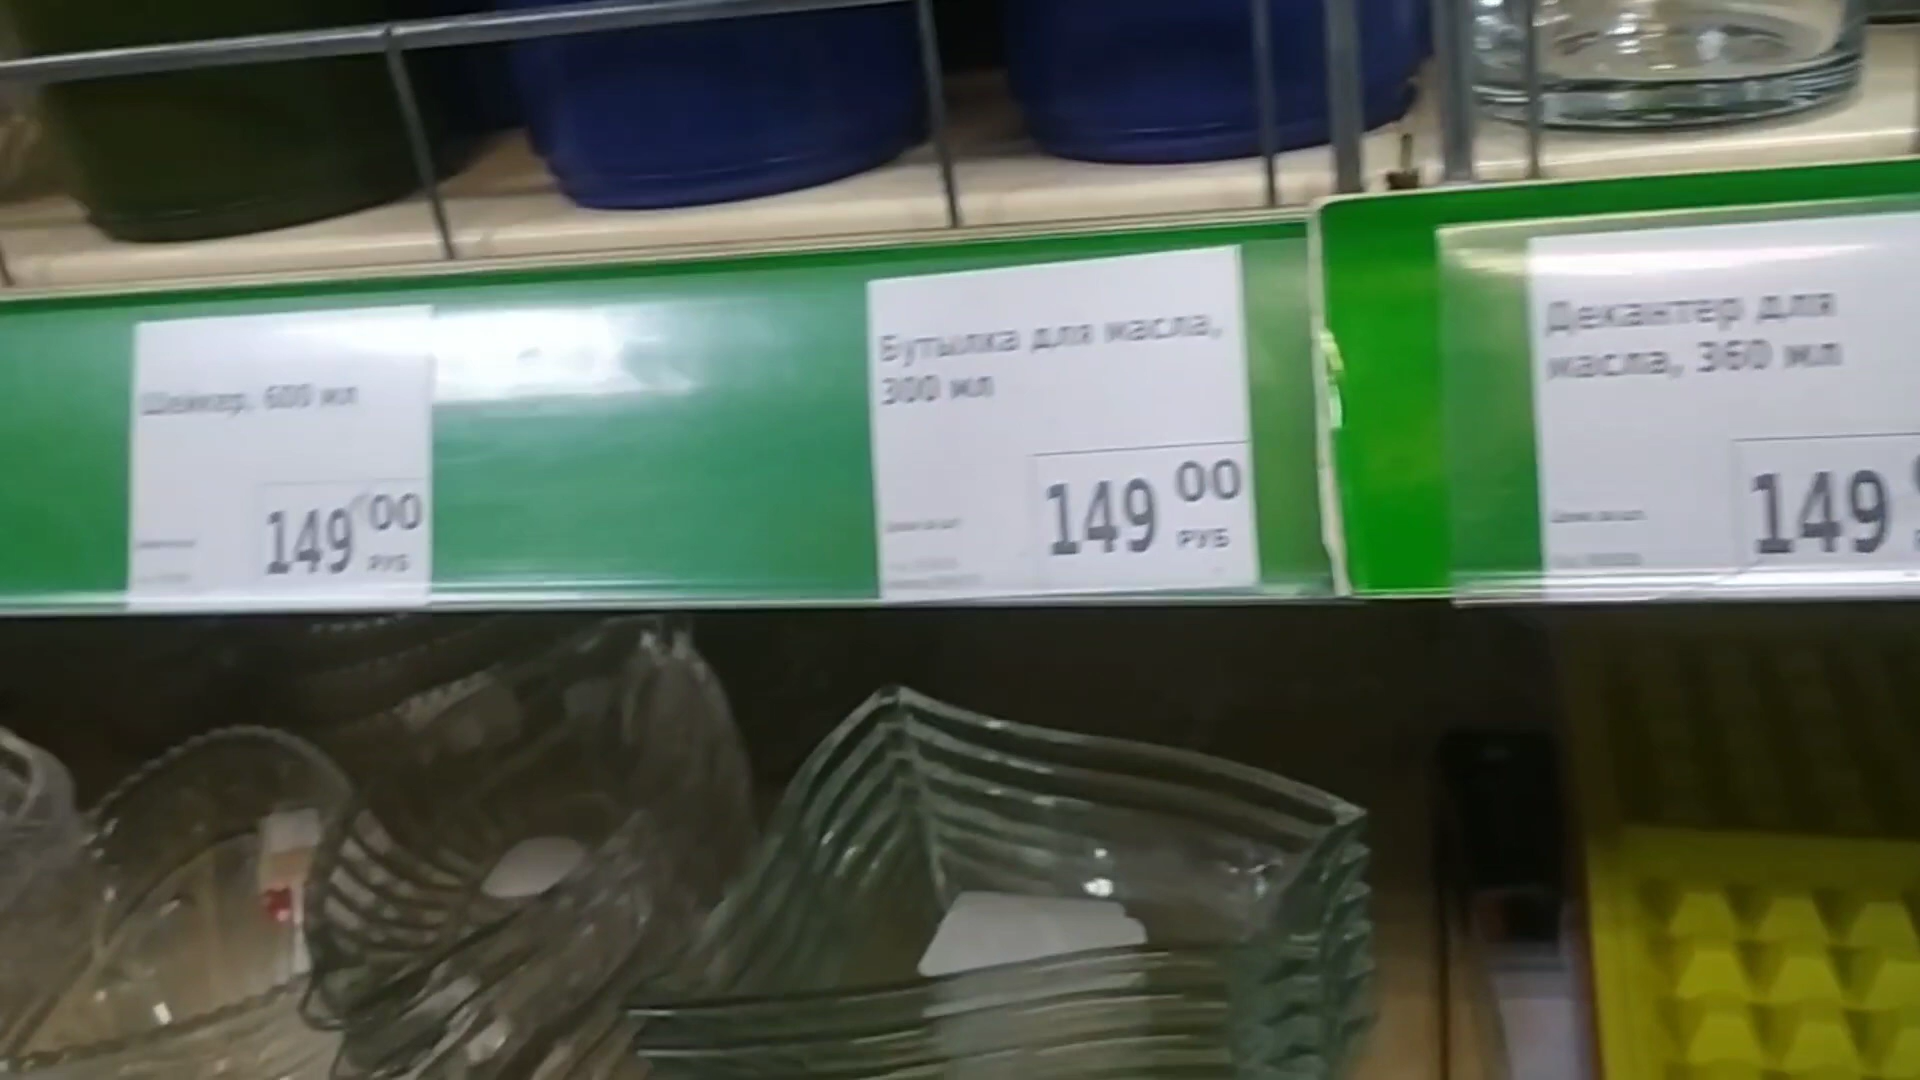 Шейкер, 600 мл
149 00
РУБ
Бутылка для масла,
300 мл
149 00
РУБ
Декантер для
масла, 360 мл
149